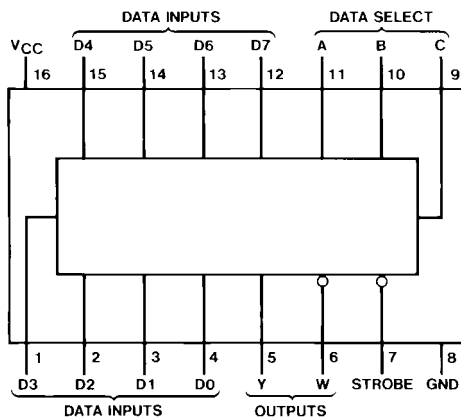 DATA INPUTS DATA SELECT
VCC D4 D5 D6 D7 A B C
16 15 14 13 12 11 10 9
1 2 3 4 5 6 7 8
D3 D2 D1 D0 Y W STROBE GND
DATA INPUTS OUTPUTS